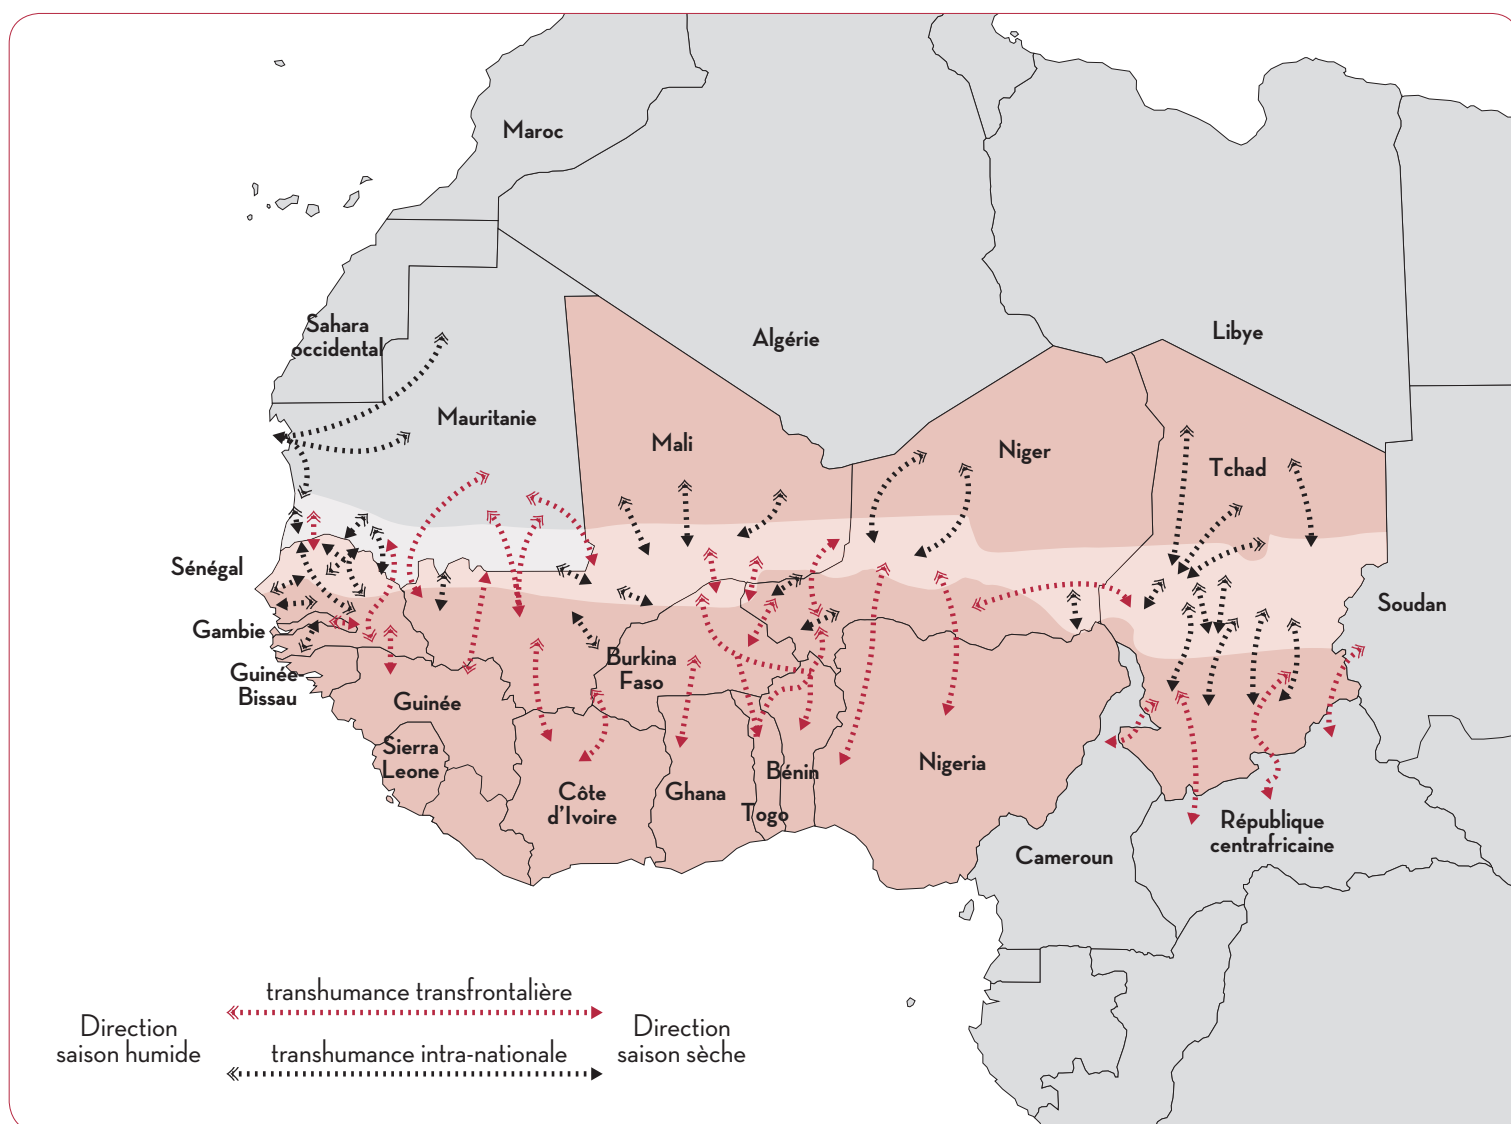 Maroc
Algérie
Libye
Sahara
occidental
Mauritanie
Mali
Niger
Tchad
Sénégal
Soudan
Gambie
Guinée-
Bissau
Burkina
Faso
Guinée
Sierra
Leone
Côte
d'Ivoire
Ghana
Togo
Bénin
Nigeria
Cameroun
République
centrafricaine
transhumance transfrontalière
Direction
saison humide
Direction
saison sèche
transhumance intra-nationale